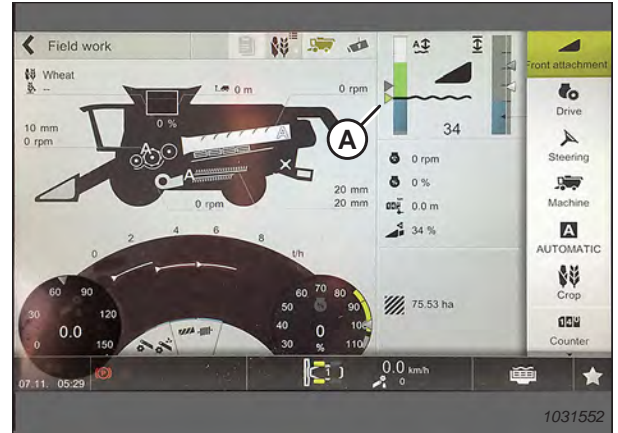 Field work
Front attachment
Wheat
--
0 m
0 rpm
Drive
0 %
A
34
10 mm
0 rpm
A
A
A
0 rpm
Steering
0 %
20 mm
20 mm
0 rpm
0.0 m
Machine
34 %
A
AUTOMATIC
0 2 4 6 8 t/h
Crop
75.53 ha
60 90
30 120
0 150
0.0
60 70 80
50 90
40 100
30 110
0
%
Counter
07.11. 05:29
0.0 km/h
0
1031552